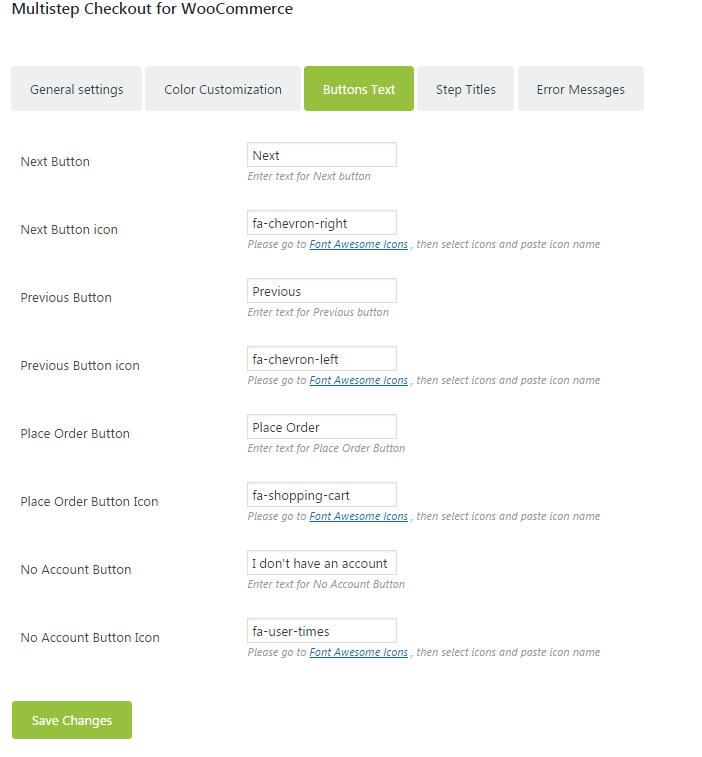 Multistep Checkout for WooCommerce
General settings Color Customization Buttons Text Step Titles Error Messages
Next Button Next
Enter text for Next button
Next Button icon fa-chevron-right
Please go to Font Awesome Icons , then select icons and paste icon name
Previous Button Previous
Enter text for Previous button
Previous Button icon fa-chevron-left
Please go to Font Awesome Icons , then select icons and paste icon name
Place Order Button Place Order
Enter text for Place Order Button
Place Order Button Icon fa-shopping-cart
Please go to Font Awesome Icons , then select icons and paste icon name
No Account Button I don't have an account
Enter text for No Account Button
No Account Button Icon fa-user-times
Please go to Font Awesome Icons , then select icons and paste icon name
Save Changes